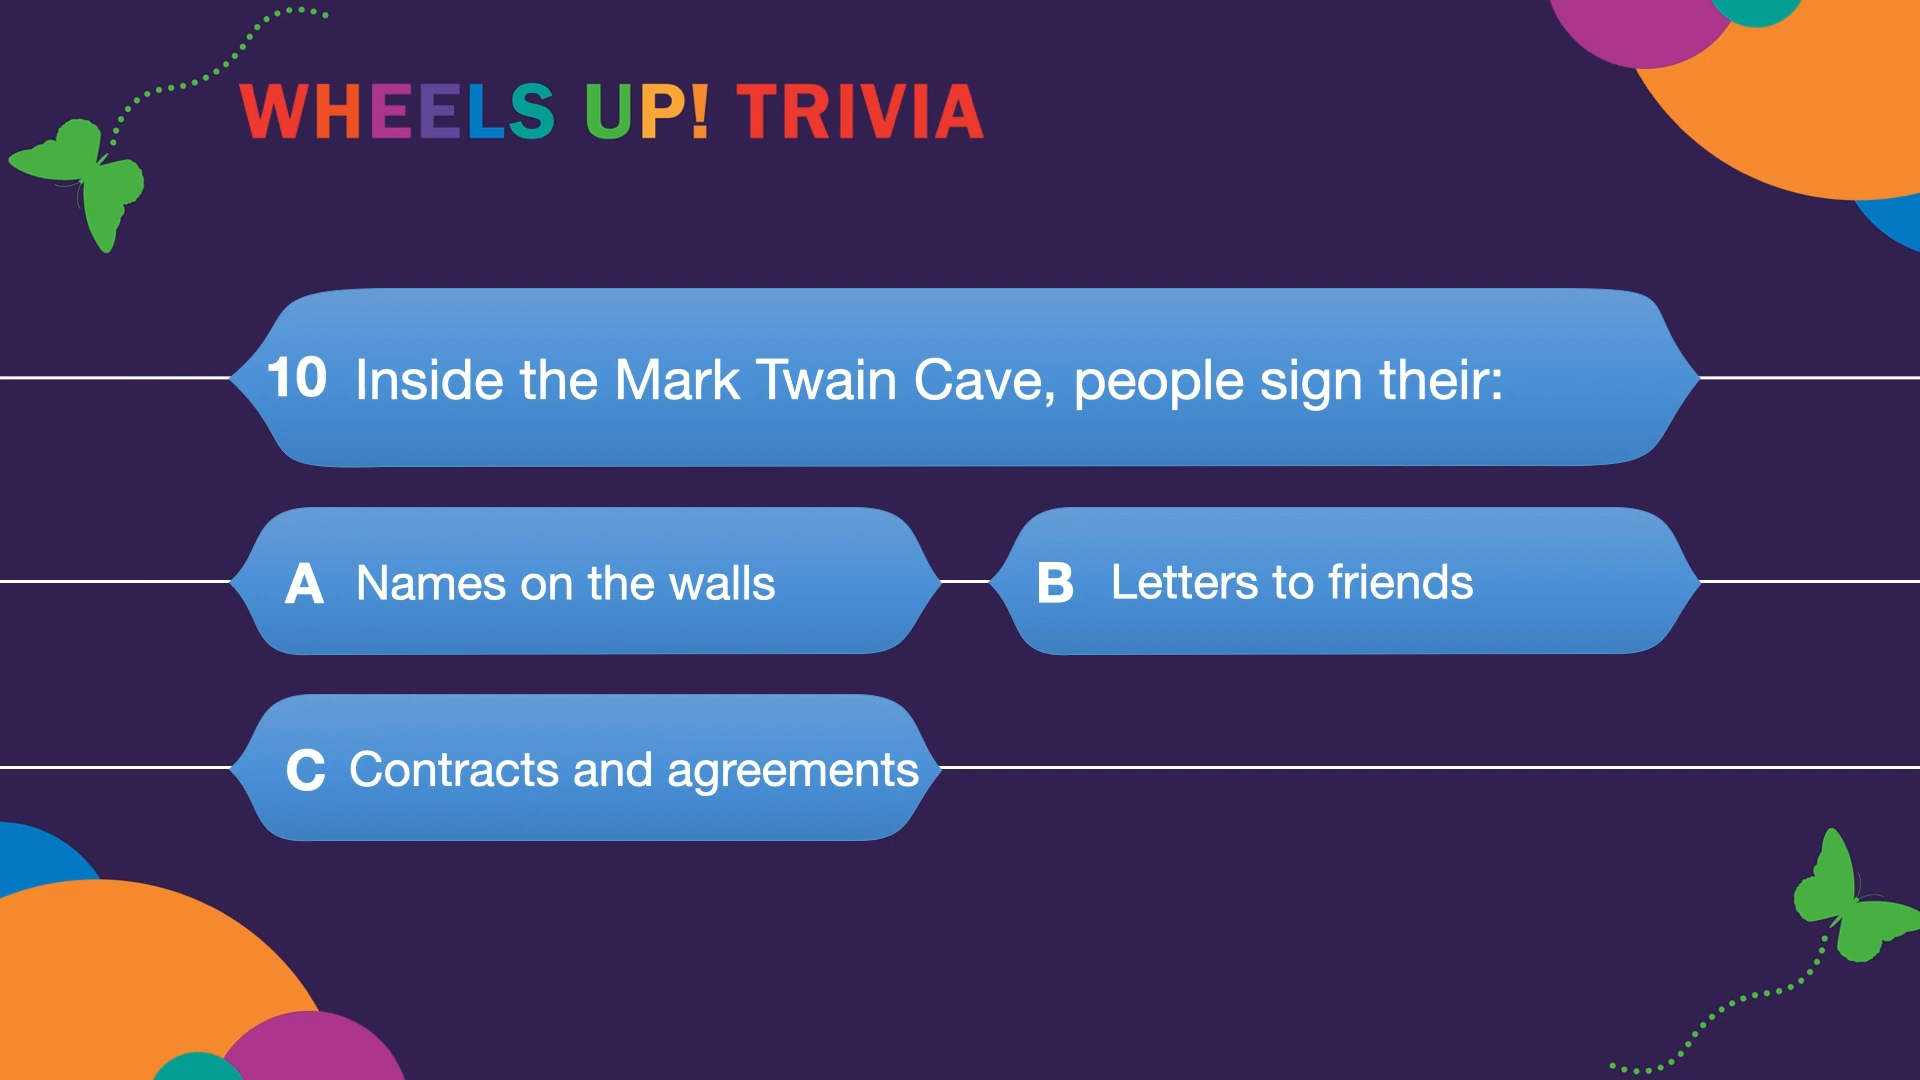 WHEELS UP! TRIVIA
10 Inside the Mark Twain Cave, people sign their:
A Names on the walls
B Letters to friends
C Contracts and agreements